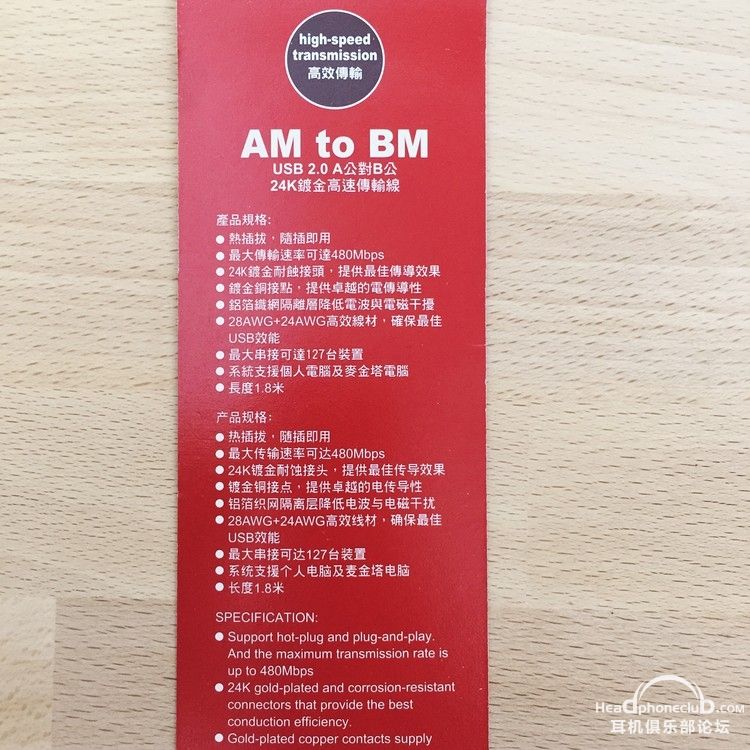 high-speed
transmission
高效傳輸
AM to BM
USB 2.0 A公對B公
24K鍍金高速傳輸線
產品規格:
● 熱插拔，隨插即用
● 最大傳輸速率可達480Mbps
● 24K鍍金耐蝕接頭，提供最佳傳導效果
● 鍍金銅接點，提供卓越的電傳導性
● 鋁箔織網隔離層降低電波與電磁干擾
● 28AWG+24AWG高效線材，確保最佳
USB效能
● 最大串接可達127台裝置
● 系統支援個人電腦及麥金塔電腦
● 長度1.8米
产品规格:
● 热插拔，随插即用
● 最大传输速率可达480Mbps
● 24K镀金耐蚀接头，提供最佳传导效果
● 镀金铜接点，提供卓越的电传导性
● 铝箔织网隔离层降低电波与电磁干扰
● 28AWG+24AWG高效线材，确保最佳
USB效能
● 最大串接可达127台装置
● 系统支援个人电脑及麦金塔电脑
● 长度1.8米
SPECIFICATION:
● Support hot-plug and plug-and-play.
And the maximum transmission rate is
up to 480Mbps
● 24K gold-plated and corrosion-resistant
connectors that provide the best
conduction efficiency.
● Gold-plated copper contacts supply
Headphoneclub.com
耳机俱乐部论坛